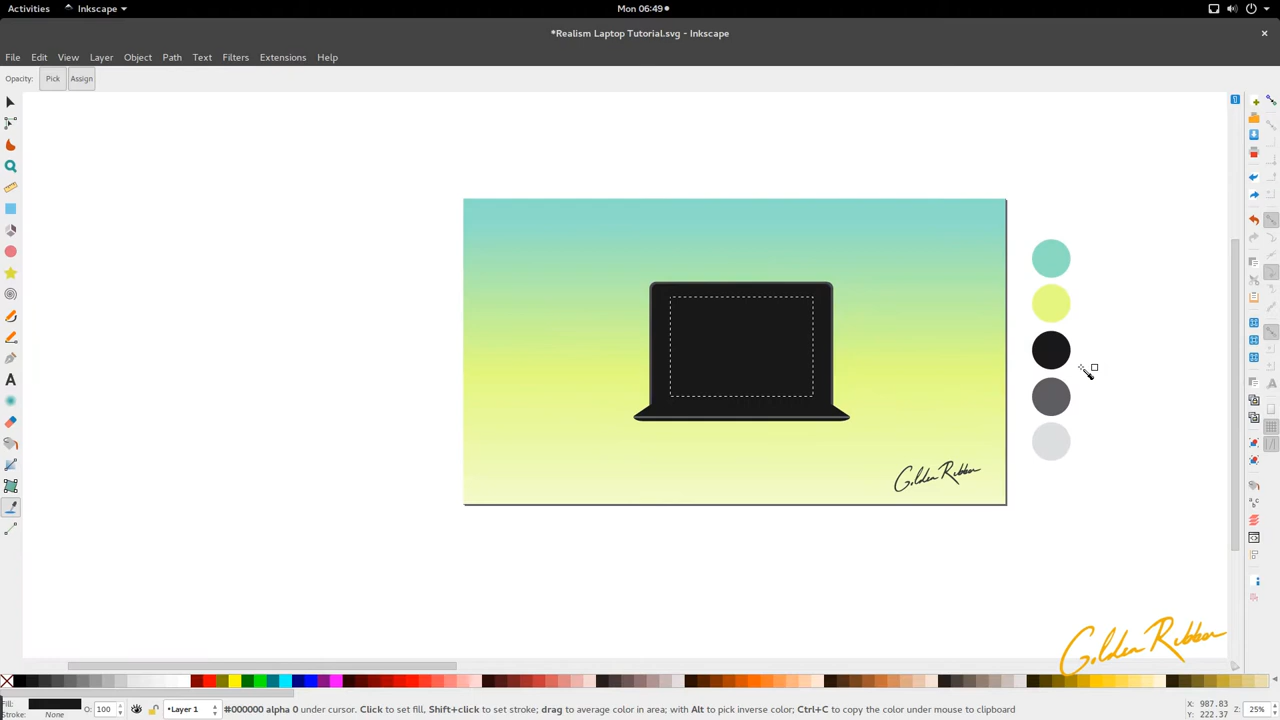 Activities Inkscape Mon 06:49
*Realism Laptop Tutorial.svg - Inkscape
File Edit View Layer Object Path Text Filters Extensions Help
Opacity: Pick Assign
Golden Rubben
Golden Rubben
Fill: O: 100 •Layer 1 #000000 alpha 0 under cursor. Click to set fill, Shift+click to set stroke; drag to average color in area; with Alt to pick inverse color; Ctrl+C to copy the color under mouse to clipboard X: 987.83 Z: 25%
Stroke: None Y: 222.37